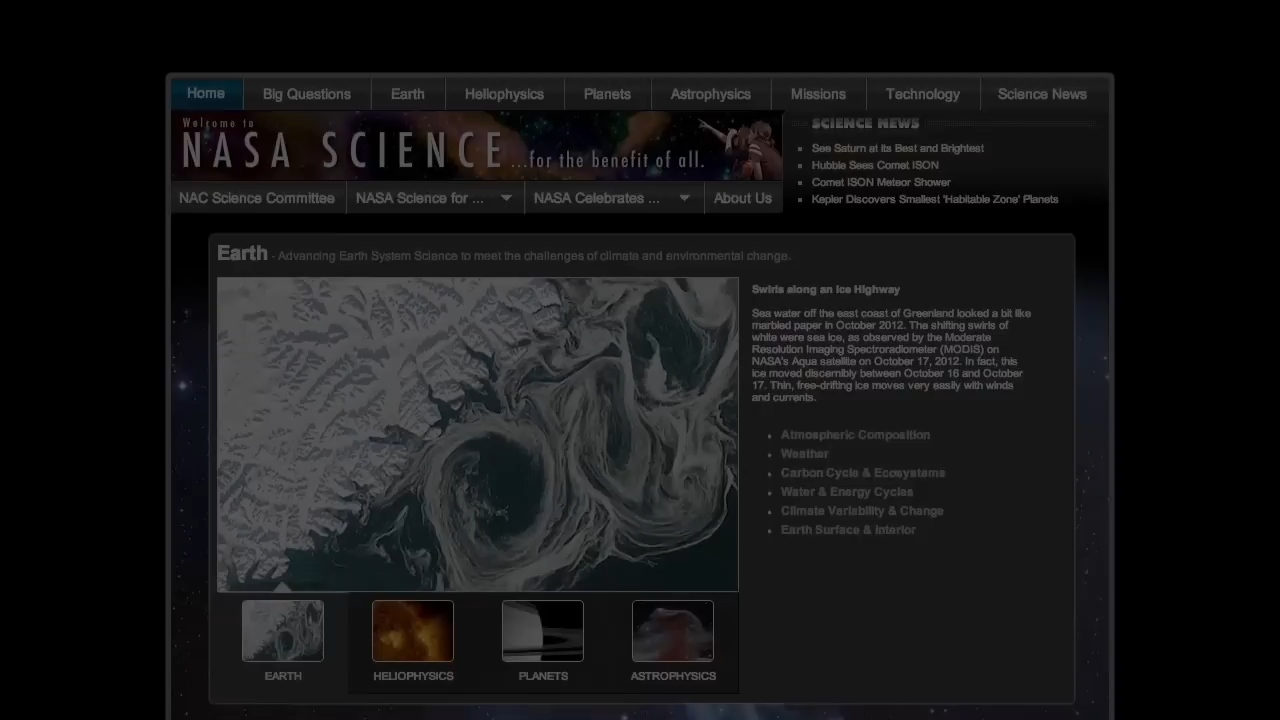 Home Big Questions Earth Heliophysics Planets Astrophysics Missions Technology Science News
Welcome to
NASA SCIENCE ...for the benefit of all.
NAC Science Committee NASA Science for ... NASA Celebrates ... About Us
SCIENCE NEWS
See Saturn at Its Best and Brightest
Hubble Sees Comet ISON
Comet ISON Meteor Shower
Kepler Discovers Smallest 'Habitable Zone' Planets
Earth - Advancing Earth System Science to meet the challenges of climate and environmental change.
Swirls along an Ice Highway
Sea water off the east coast of Greenland looked a bit like
marbled paper in October 2012. The shifting swirls of
white were sea ice, as observed by the Moderate
Resolution Imaging Spectroradiometer (MODIS) on
NASA's Aqua satellite on October 17, 2012. In fact, this
ice moved discernibly between October 16 and October
17. Thin, free-drifting ice moves very easily with winds
and currents.
Atmospheric Composition
Weather
Carbon Cycle & Ecosystems
Water & Energy Cycles
Climate Variability & Change
Earth Surface & Interior
EARTH HELIOPHYSICS PLANETS ASTROPHYSICS